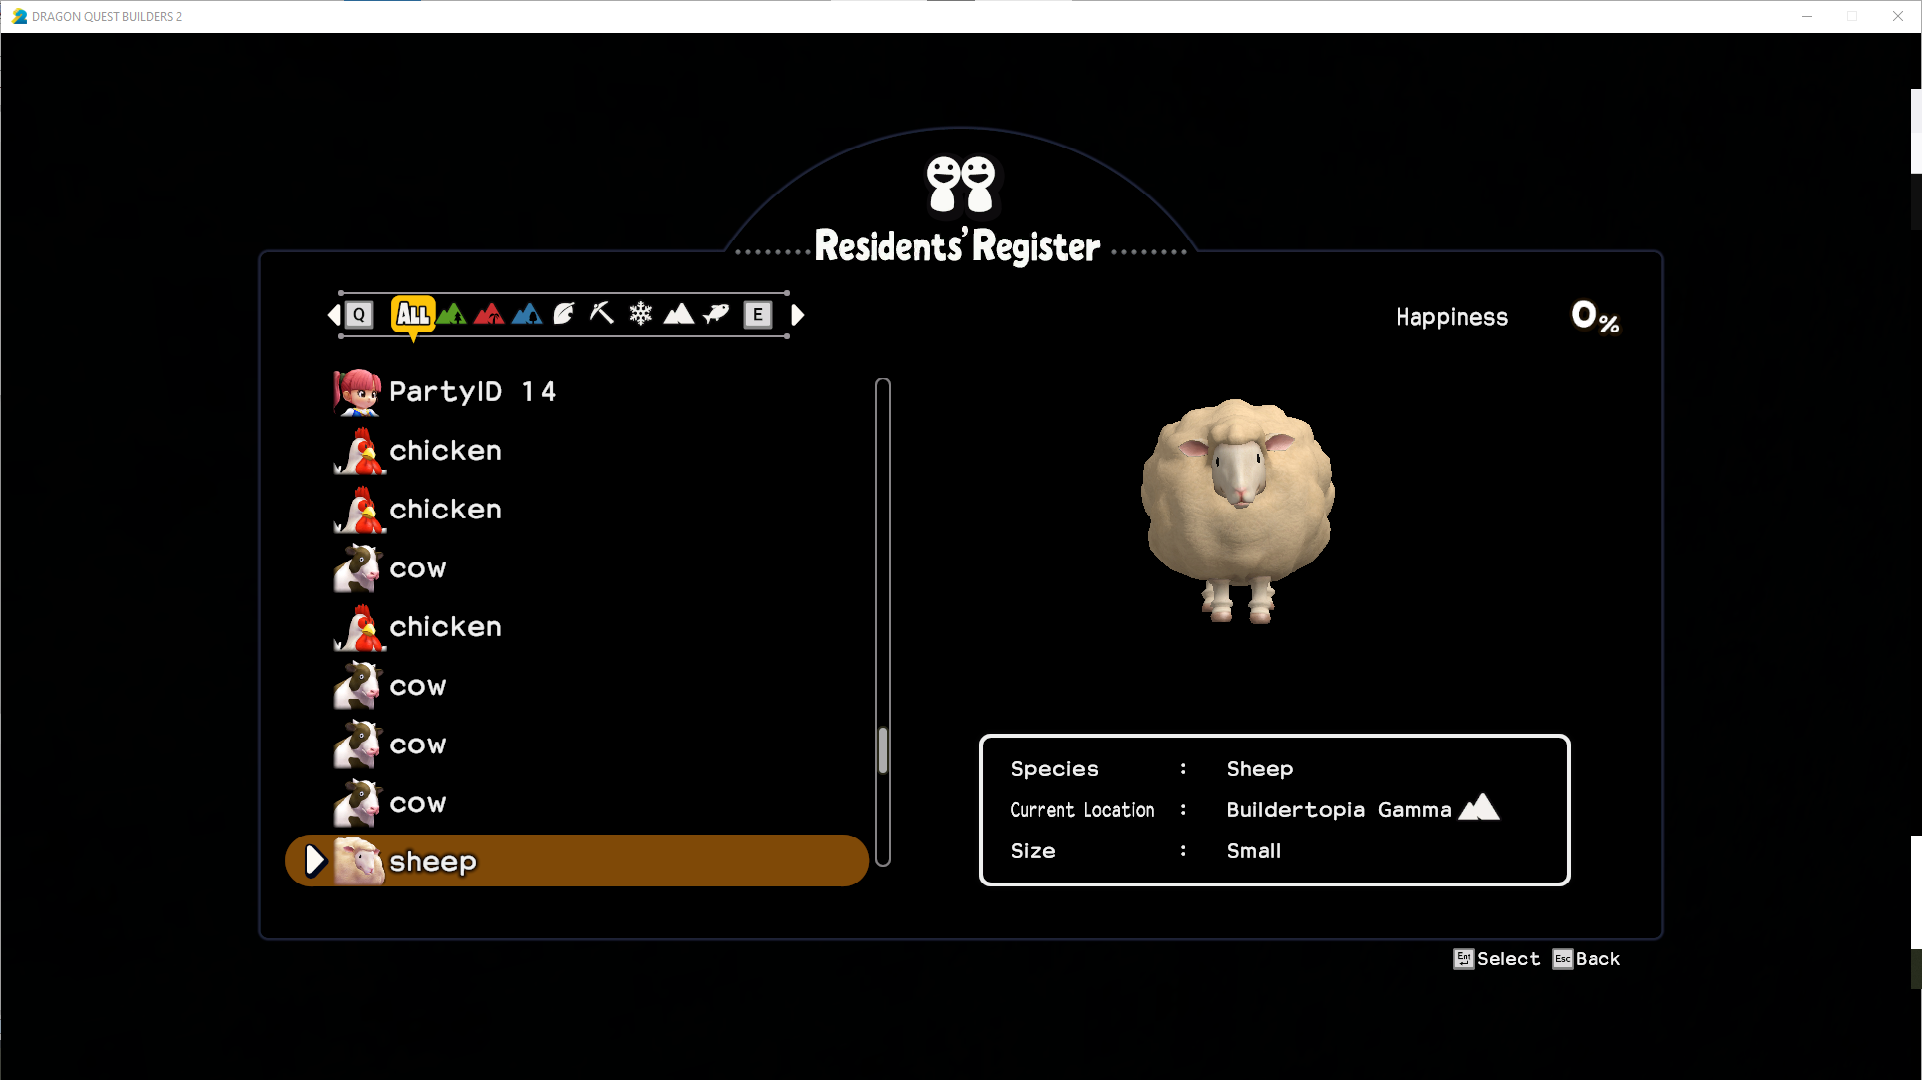 DRAGON QUEST BUILDERS 2
Residents' Register
Q ALL E
Happiness 0%
PartyID 14
chicken
chicken
cow
chicken
cow
cow
cow
sheep
Species : Sheep
Current Location : Buildertopia Gamma
Size : Small
Ent Select Esc Back